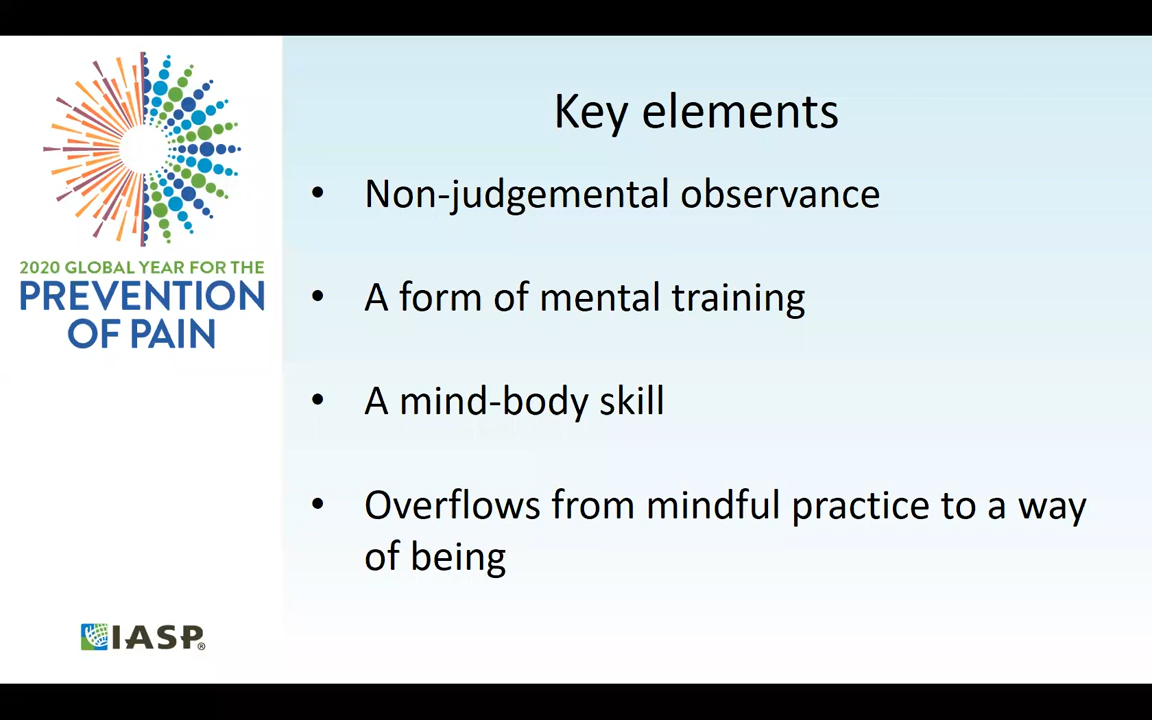 2020 GLOBAL YEAR FOR THE
PREVENTION
OF PAIN
Key elements
• Non-judgemental observance
• A form of mental training
• A mind-body skill
• Overflows from mindful practice to a way
of being
IASP®